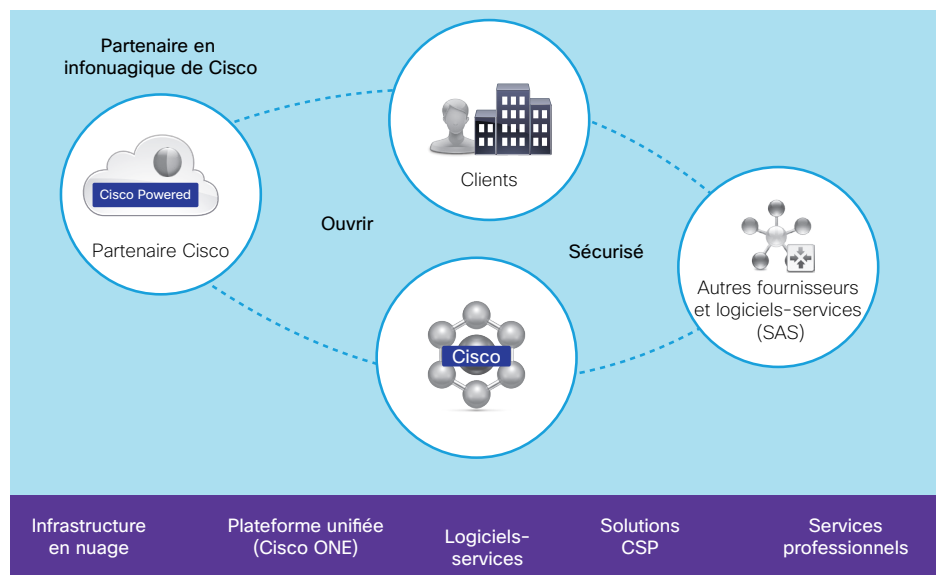 Partenaire en
infonuagique de Cisco
Cisco Powered
Partenaire Cisco
Clients
Ouvrir
Sécurisé
Cisco
Autres fournisseurs
et logiciels-services
(SAS)
Infrastructure
en nuage
Plateforme unifiée
(Cisco ONE)
Logiciels-
services
Solutions
CSP
Services
professionnels